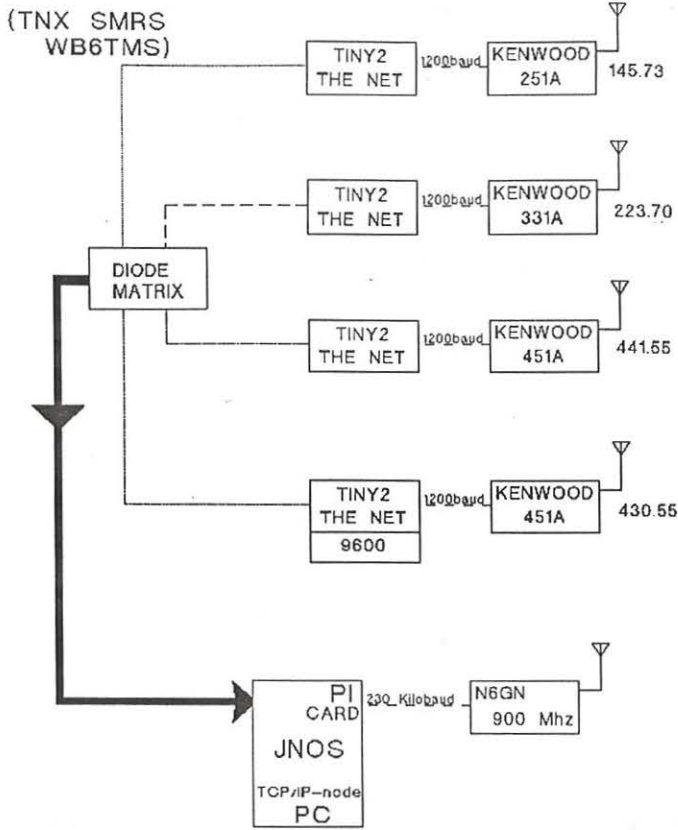 (TNX SMRS
WB6TMS)
TINY2
THE NET
1200baud
KENWOOD
251A
145.73
TINY2
THE NET
1200baud
KENWOOD
331A
223.70
DIODE
MATRIX
TINY2
THE NET
1200baud
KENWOOD
451A
441.55
TINY2
THE NET
9600
1200baud
KENWOOD
451A
430.55
PI
CARD
JNOS
TCP/IP-node
PC
230 Kilobaud
N6GN
900 Mhz